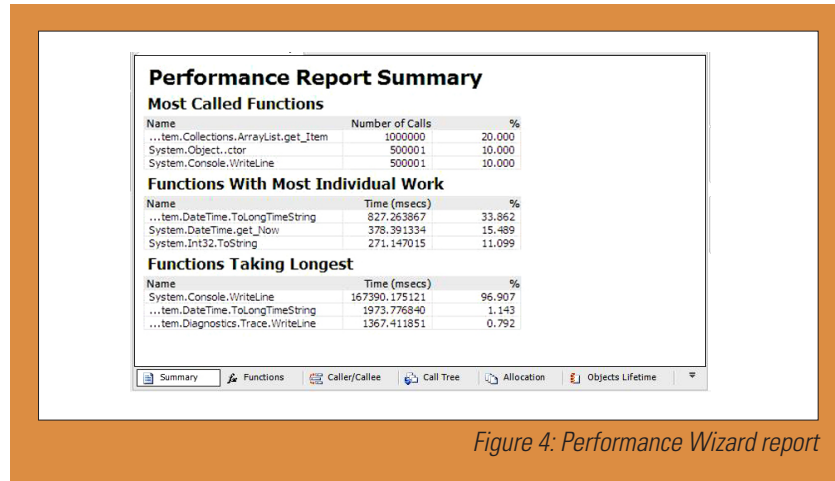 Performance Report Summary
Most Called Functions
Name Number of Calls %
...tem.Collections.ArrayList.get_Item 1000000 20.000
System.Object..ctor 500001 10.000
System.Console.WriteLine 500001 10.000
Functions With Most Individual Work
Name Time (msecs) %
...tem.DateTime.ToLongTimeString 827.263867 33.862
System.DateTime.get_Now 378.391334 15.489
System.Int32.ToString 271.147015 11.099
Functions Taking Longest
Name Time (msecs) %
System.Console.WriteLine 167390.175121 96.907
...tem.DateTime.ToLongTimeString 1973.776840 1.143
...tem.Diagnostics.Trace.WriteLine 1367.411851 0.792
Summary Functions Caller/Callee Call Tree Allocation Objects Lifetime
Figure 4: Performance Wizard report